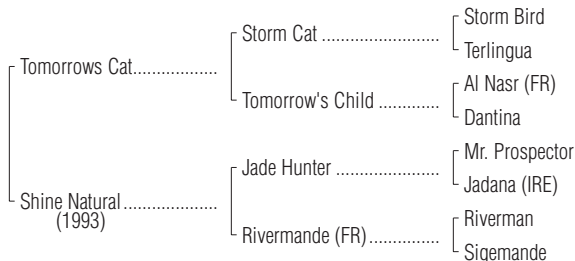 Storm Bird
Storm Cat ........................
Terlingua
Tomorrows Cat.................
Al Nasr (FR)
Tomorrow's Child .............
Dantina
Mr. Prospector
Jade Hunter .....................
Jadana (IRE)
Shine Natural ...................
(1993)
Riverman
Rivermande (FR)..............
Sigemande